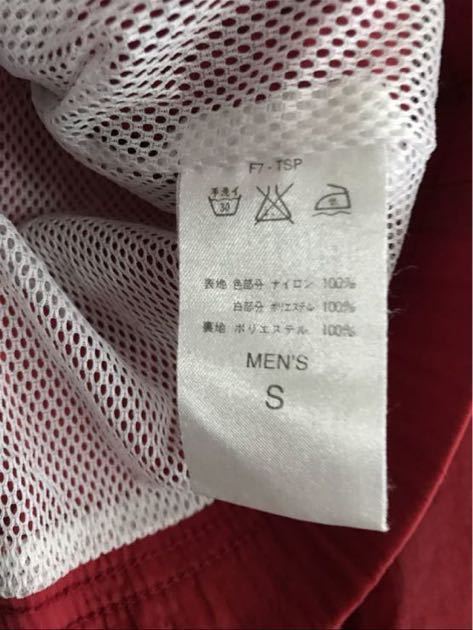 F7-TSP
手洗イ
30
表地 色部分 ナイロン 100%
白部分 ポリエステル 100%
裏地 ポリエステル 100%
MEN'S
S